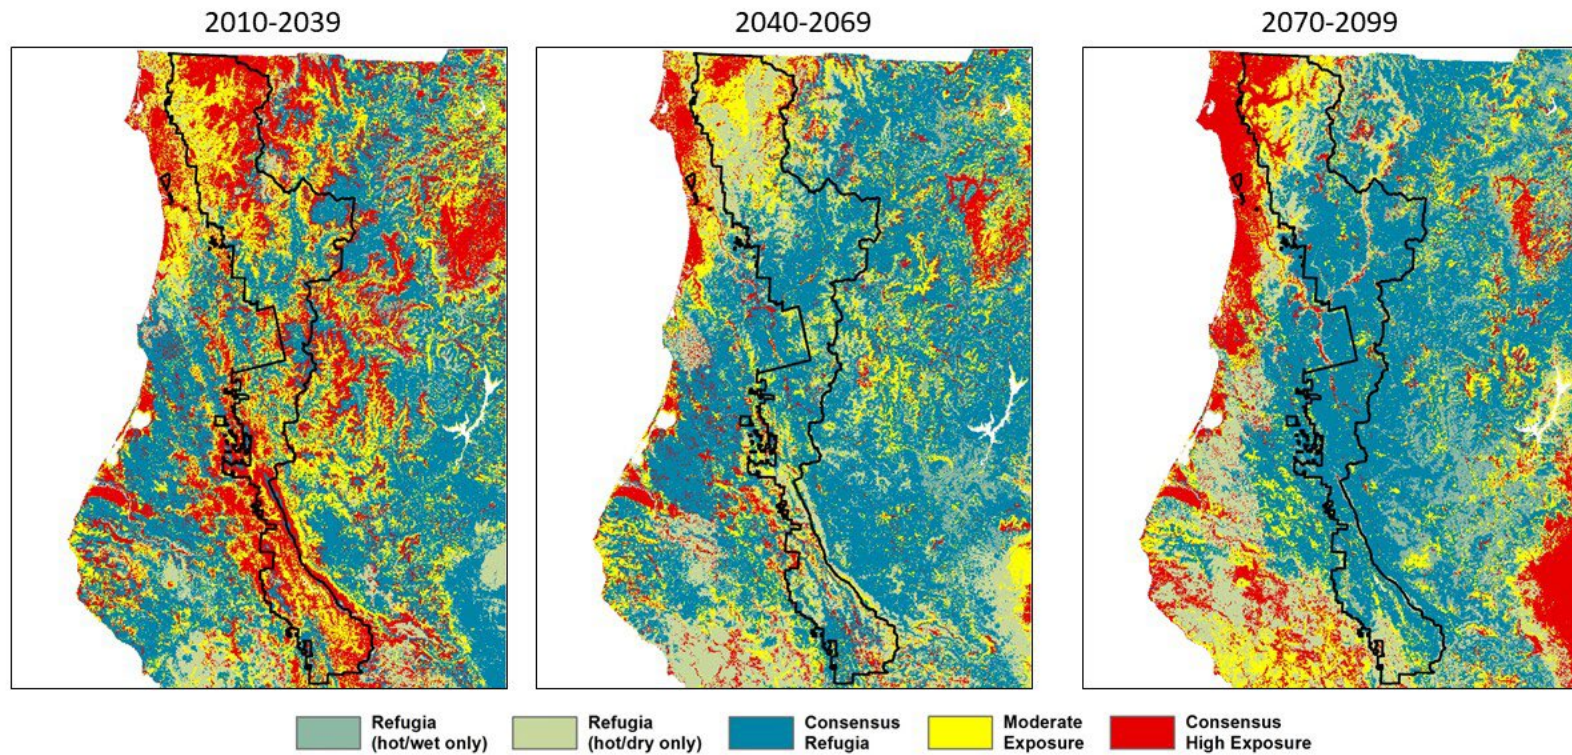 2010-2039
2040-2069
2070-2099
Refugia
(hot/wet only)
Refugia
(hot/dry only)
Consensus
Refugia
Moderate
Exposure
Consensus
High Exposure